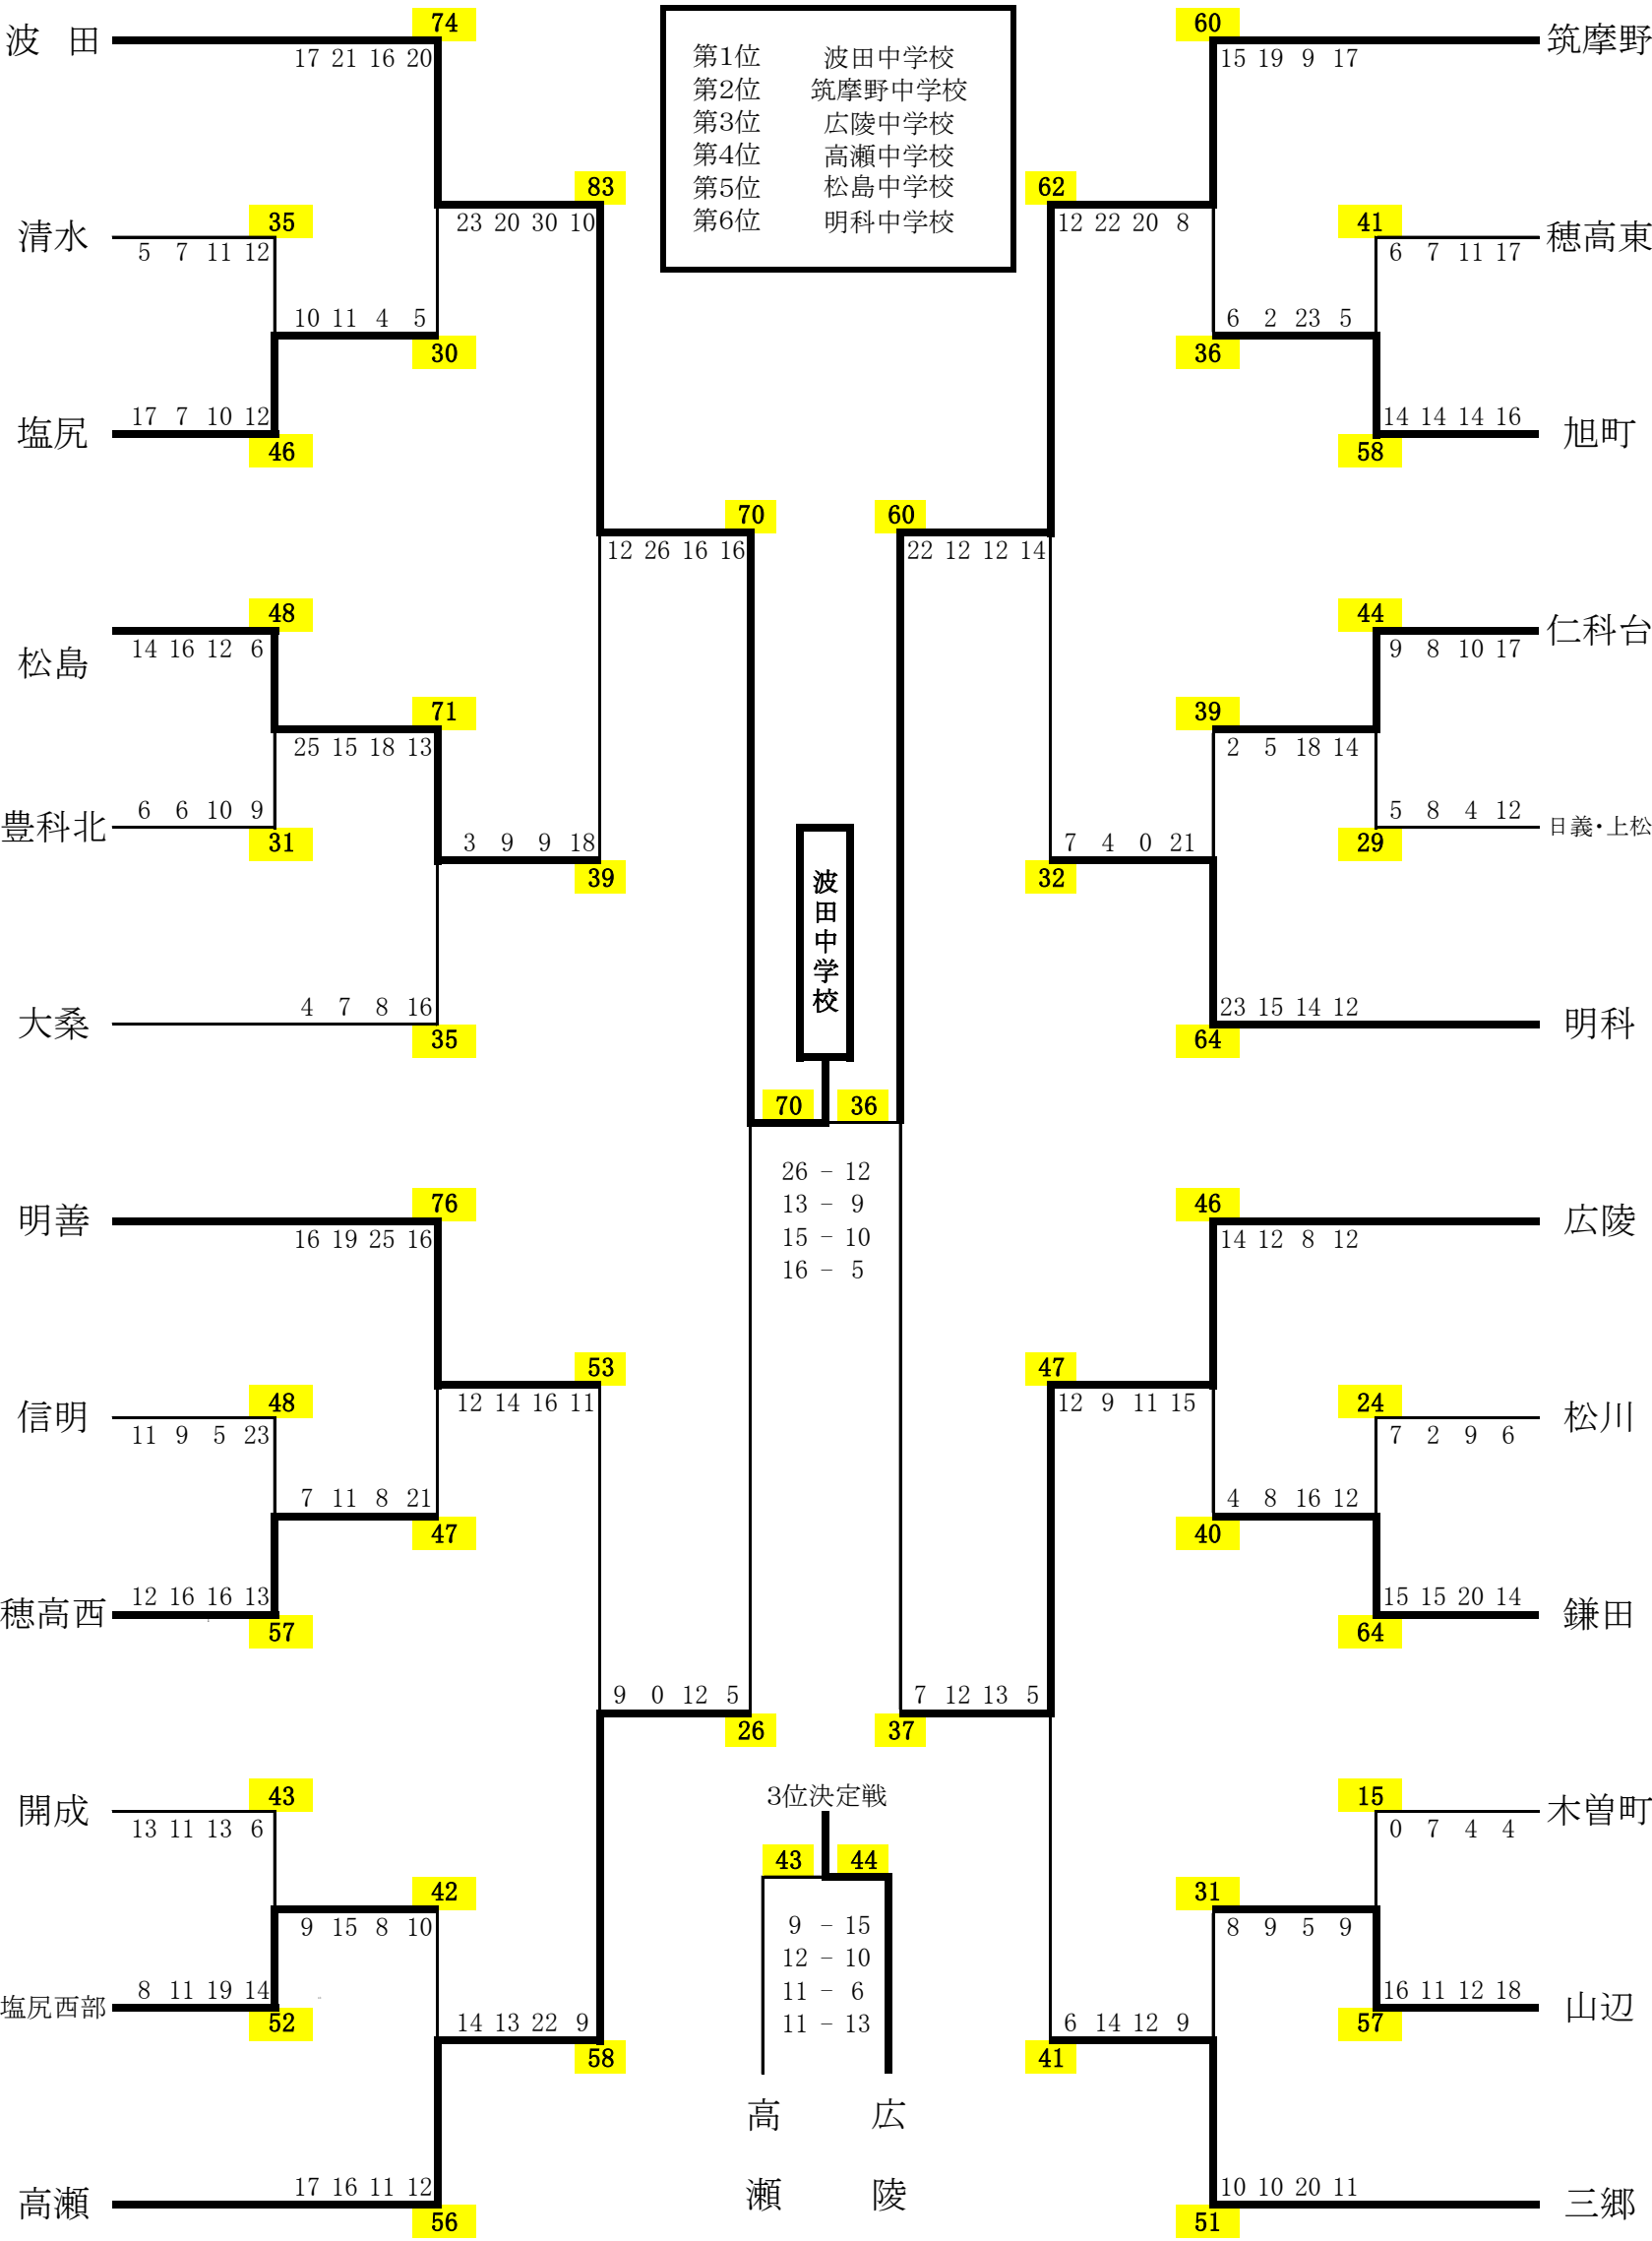 第1位 波田中学校
第2位 筑摩野中学校
第3位 広陵中学校
第4位 高瀬中学校
第5位 松島中学校
第6位 明科中学校
74
波 田
17 21 16 20
83
23 20 30 10
35
清水
5 7 11 12
10 11 4 5
30
17 7 10 12
塩尻
46
70
12 26 16 16
48
松島
14 16 12 6
71
25 15 18 13
6 6 10 9
豊科北
31
3 9 9 18
39
4 7 8 16
大桑
35
76
明善
16 19 25 16
53
12 14 16 11
48
信明
11 9 5 23
7 11 8 21
47
12 16 16 13
穂高西
57
9 0 12 5
26
43
開成
13 11 13 6
42
9 15 8 10
8 11 19 14
塩尻西部
52
14 13 22 9
58
17 16 11 12
高瀬
56
波田中学校
70 36
26 - 12
13 - 9
15 - 10
16 - 5
3位決定戦
43 44
9 - 15
12 - 10
11 - 6
11 - 13
高瀬
広陵
60
筑摩野
15 19 9 17
62
12 22 20 8
41
穂高東
6 7 11 17
6 2 23 5
36
14 14 14 16
旭町
58
60
22 12 12 14
44
仁科台
9 8 10 17
39
2 5 18 14
5 8 4 12
日義・上松
29
7 4 0 21
32
23 15 14 12
明科
64
46
広陵
14 12 8 12
47
12 9 11 15
24
松川
7 2 9 6
4 8 16 12
40
15 15 20 14
鎌田
64
7 12 13 5
37
15
木曽町
0 7 4 4
31
8 9 5 9
16 11 12 18
山辺
57
6 14 12 9
41
10 10 20 11
三郷
51